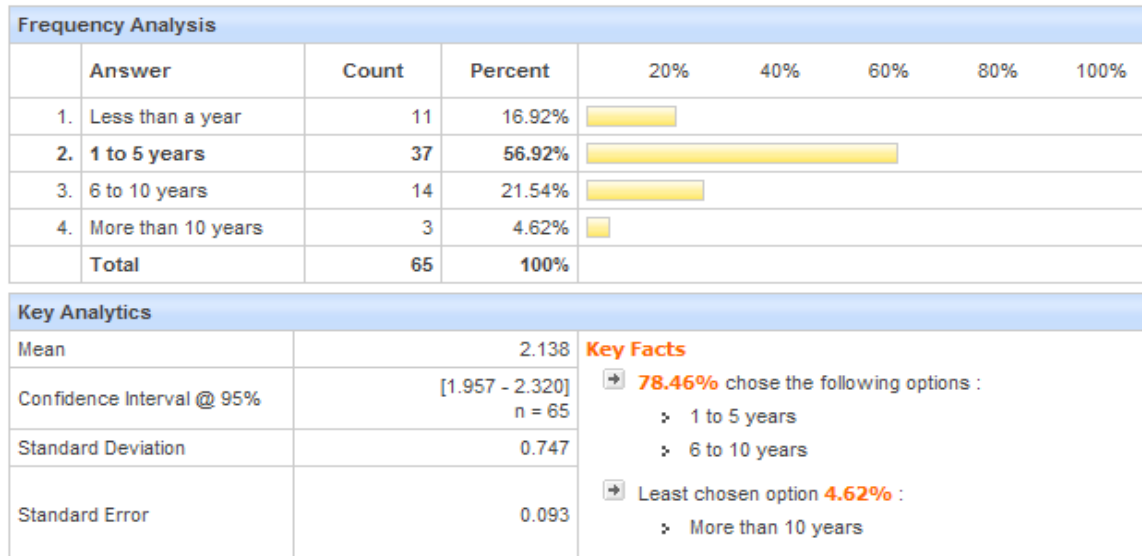 Frequency Analysis
Answer Count Percent 20% 40% 60% 80% 100%
1. Less than a year 11 16.92%
2. 1 to 5 years 37 56.92%
3. 6 to 10 years 14 21.54%
4. More than 10 years 3 4.62%
Total 65 100%
Key Analytics
Mean 2.138
Confidence Interval @ 95% [1.957 - 2.320]
n = 65
Standard Deviation 0.747
Standard Error 0.093
Key Facts
78.46% chose the following options :
1 to 5 years
6 to 10 years
Least chosen option 4.62% :
More than 10 years